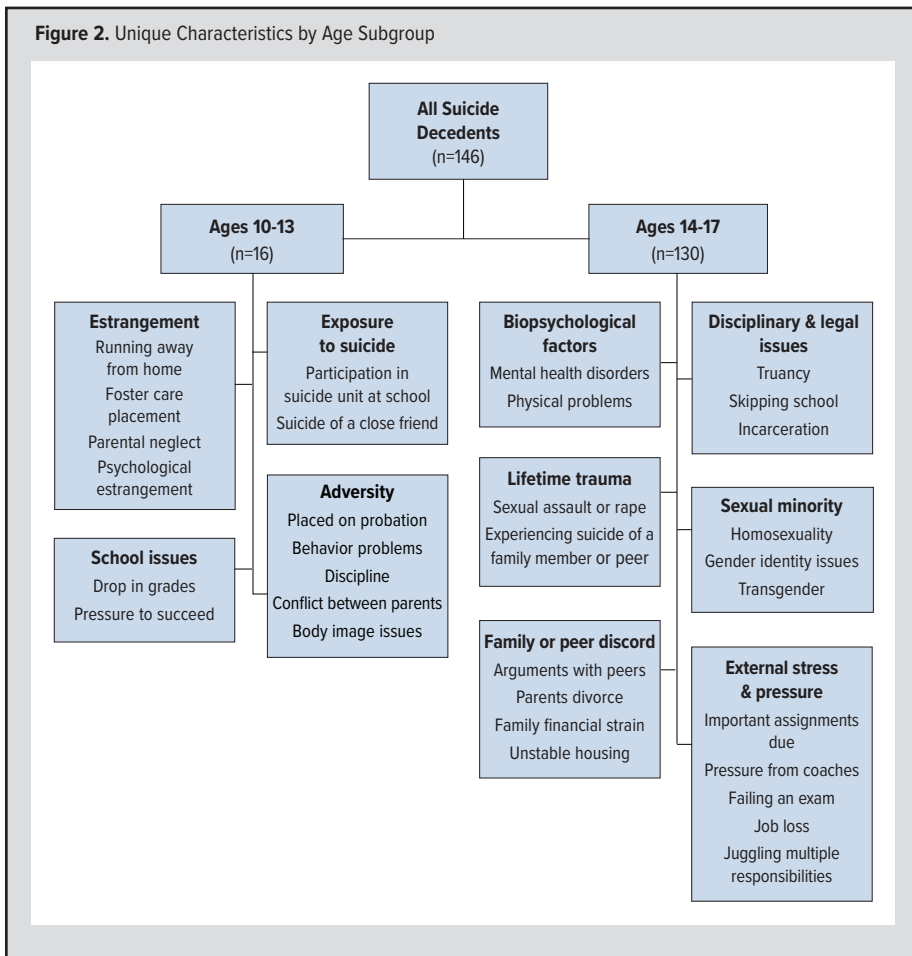 Figure 2. Unique Characteristics by Age Subgroup
All Suicide
Decedents
(n=146)
Ages 10-13
(n=16)
Ages 14-17
(n=130)
Estrangement
Running away
from home
Foster care
placement
Parental neglect
Psychological
estrangement
Exposure
to suicide
Participation in
suicide unit at school
Suicide of a close friend
School issues
Drop in grades
Pressure to succeed
Adversity
Placed on probation
Behavior problems
Discipline
Conflict between parents
Body image issues
Biopsychological
factors
Mental health disorders
Physical problems
Disciplinary & legal
issues
Truancy
Skipping school
Incarceration
Lifetime trauma
Sexual assault or rape
Experiencing suicide of a
family member or peer
Sexual minority
Homosexuality
Gender identity issues
Transgender
Family or peer discord
Arguments with peers
Parents divorce
Family financial strain
Unstable housing
External stress
& pressure
Important assignments
due
Pressure from coaches
Failing an exam
Job loss
Juggling multiple
responsibilities